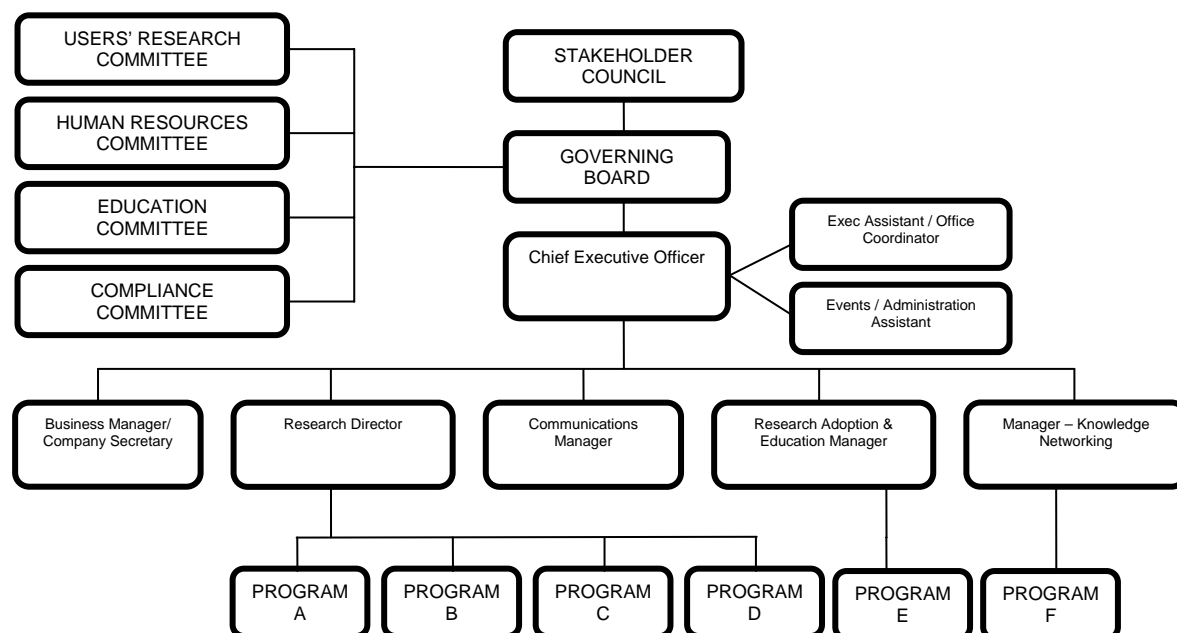 USERS’ RESEARCH
COMMITTEE
STAKEHOLDER
COUNCIL
HUMAN RESOURCES
COMMITTEE
GOVERNING
BOARD
EDUCATION
COMMITTEE
Exec Assistant / Office
Coordinator
Chief Executive Officer
COMPLIANCE
COMMITTEE
Events / Administration
Assistant
Business Manager/
Company Secretary
Research Director
Communications
Manager
Research Adoption &
Education Manager
Manager – Knowledge
Networking
PROGRAM
A
PROGRAM
B
PROGRAM
C
PROGRAM
D
PROGRAM
E
PROGRAM
F